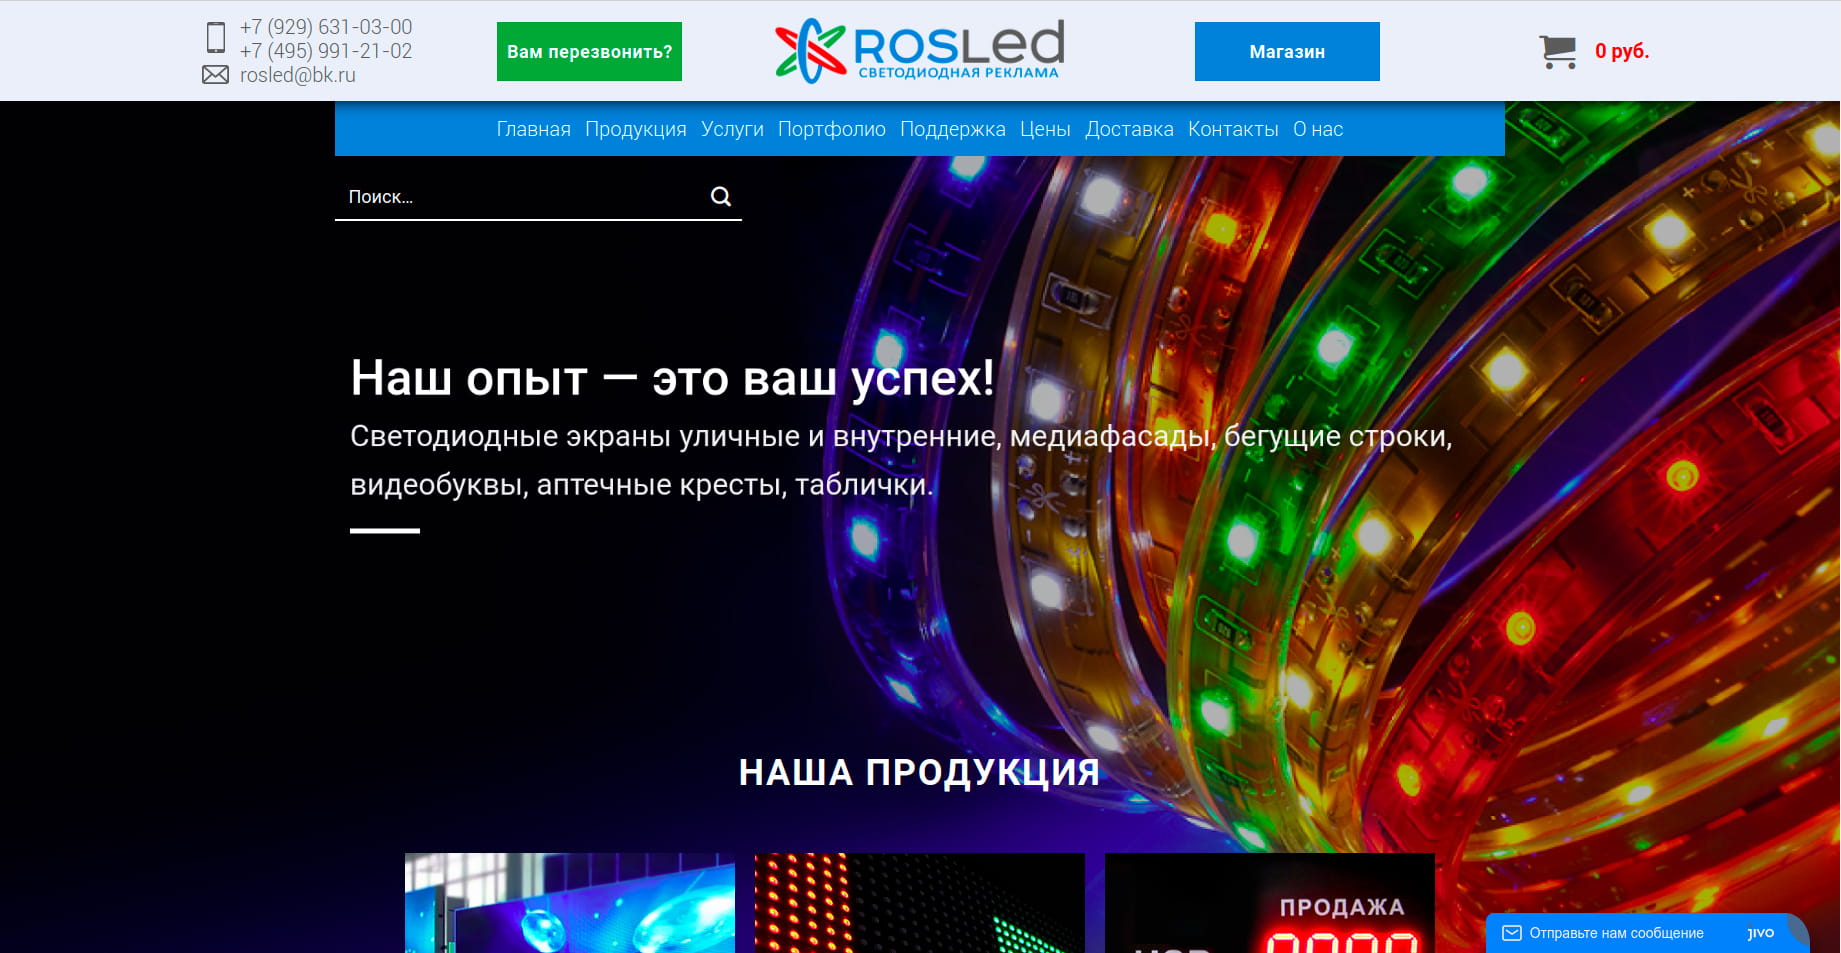 +7 (929) 631-03-00
+7 (495) 991-21-02
rosled@bk.ru
Вам перезвонить?
ROSLed
СВЕТОДИОДНАЯ РЕКЛАМА
Магазин
0 руб.
Главная Продукция Услуги Портфолио Поддержка Цены Доставка Контакты О нас
Поиск...
Наш опыт — это ваш успех!
Светодиодные экраны уличные и внутренние, медиафасады, бегущие строки,
видеобуквы, аптечные кресты, таблички.
НАША ПРОДУКЦИЯ
ПРОДАЖА
Отправьте нам сообщение
jivo